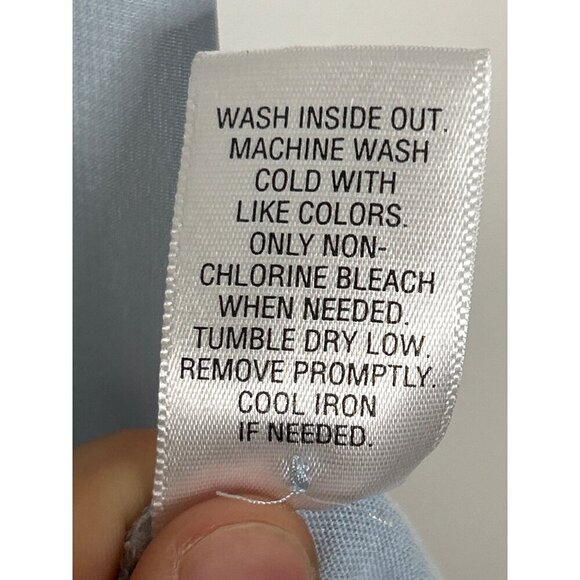 WASH INSIDE OUT.
MACHINE WASH
COLD WITH
LIKE COLORS.
ONLY NON-
CHLORINE BLEACH
WHEN NEEDED.
TUMBLE DRY LOW.
REMOVE PROMPTLY.
COOL IRON
IF NEEDED.